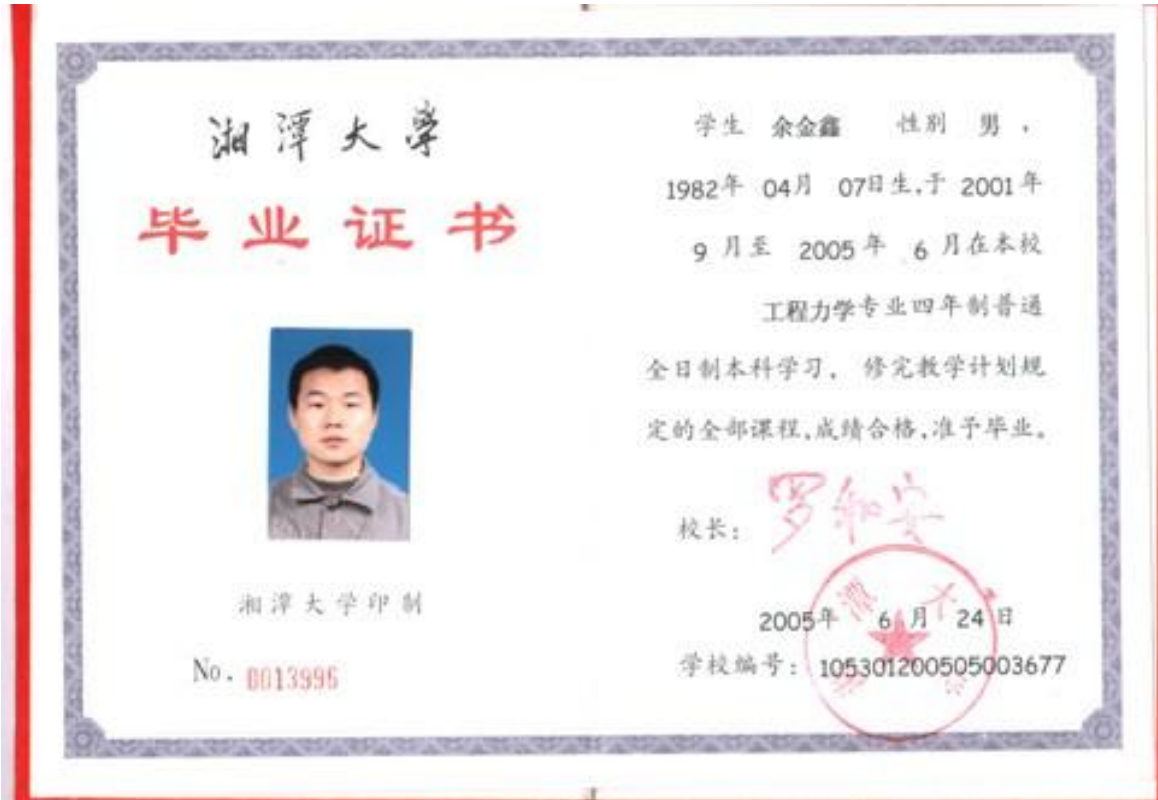 湘潭大学
毕业证书
湘潭大学印制
No. 0013996
学生 余金鑫 性别 男 ,
1982年 04月 07日生,于 2001年
9 月至 2005年 6 月在本校
工程力学专业四年制普通
全日制本科学习, 修完教学计划规
定的全部课程,成绩合格,准予毕业。
校长: 罗和安
2005年 6月 24日
学校编号: 105301200505003677